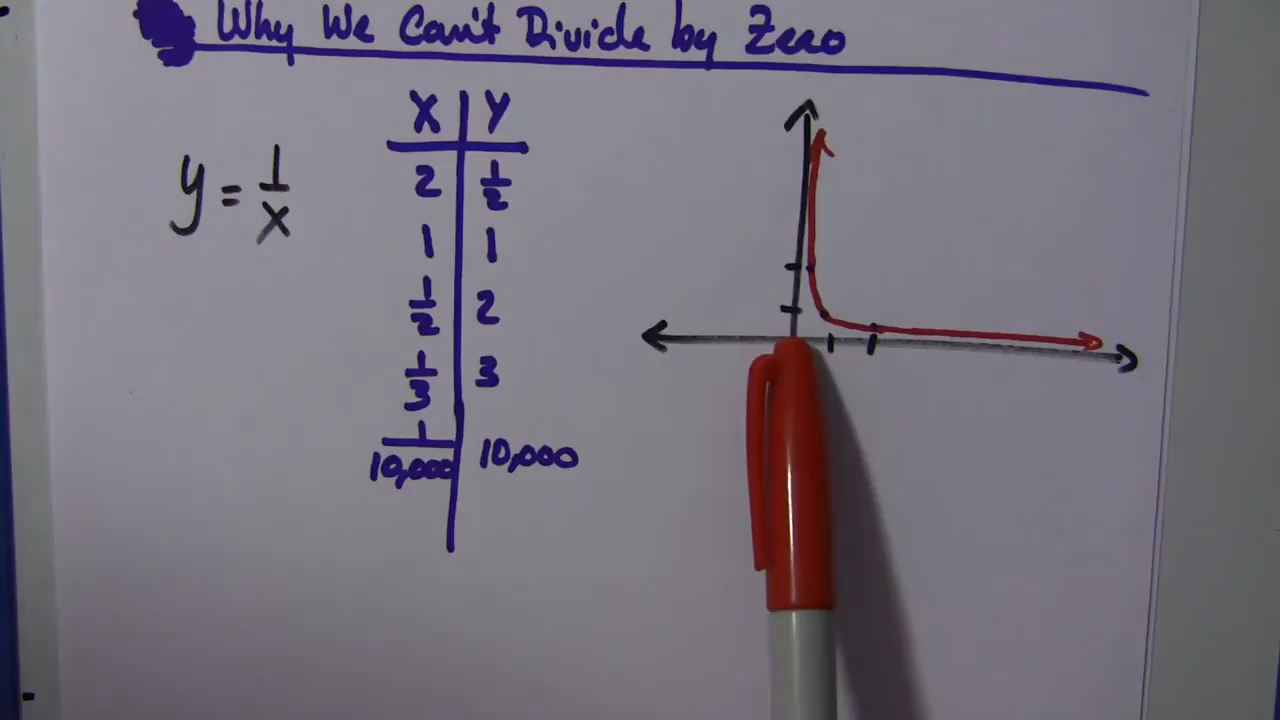 Why We Can't Divide by Zero
y = 1/x
X Y
2 1/2
1 1
1/2 2
1/3 3
1/10,000 10,000